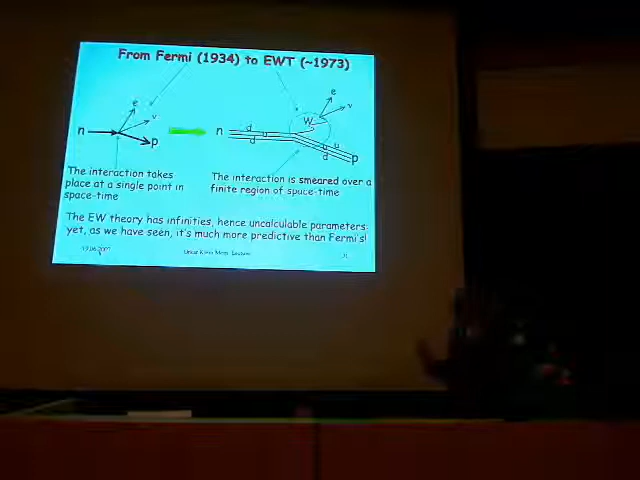 From Fermi (1934) to EWT (~1973)
e
ν
n
p
e
ν
W
n
d
u
d
u
u
d
p
The interaction takes
place at a single point in
space-time
The interaction is smeared over a
finite region of space-time
The EW theory has infinities, hence uncalculable parameters
yet, as we have seen, it's much more predictive than Fermi's!
Lecture
31